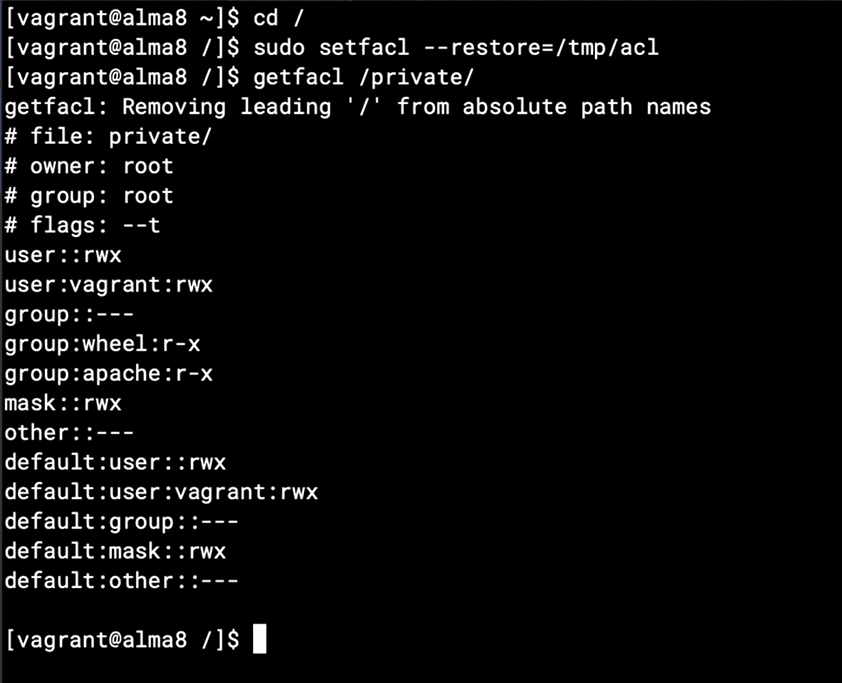 [vagrant@alma8 ~]$ cd /
[vagrant@alma8 /]$ sudo setfacl --restore=/tmp/acl
[vagrant@alma8 /]$ getfacl /private/
getfacl: Removing leading '/' from absolute path names
# file: private/
# owner: root
# group: root
# flags: --t
user::rwx
user:vagrant:rwx
group::---
group:wheel:r-x
group:apache:r-x
mask::rwx
other::---
default:user::rwx
default:user:vagrant:rwx
default:group::---
default:mask::rwx
default:other::---
[vagrant@alma8 /]$